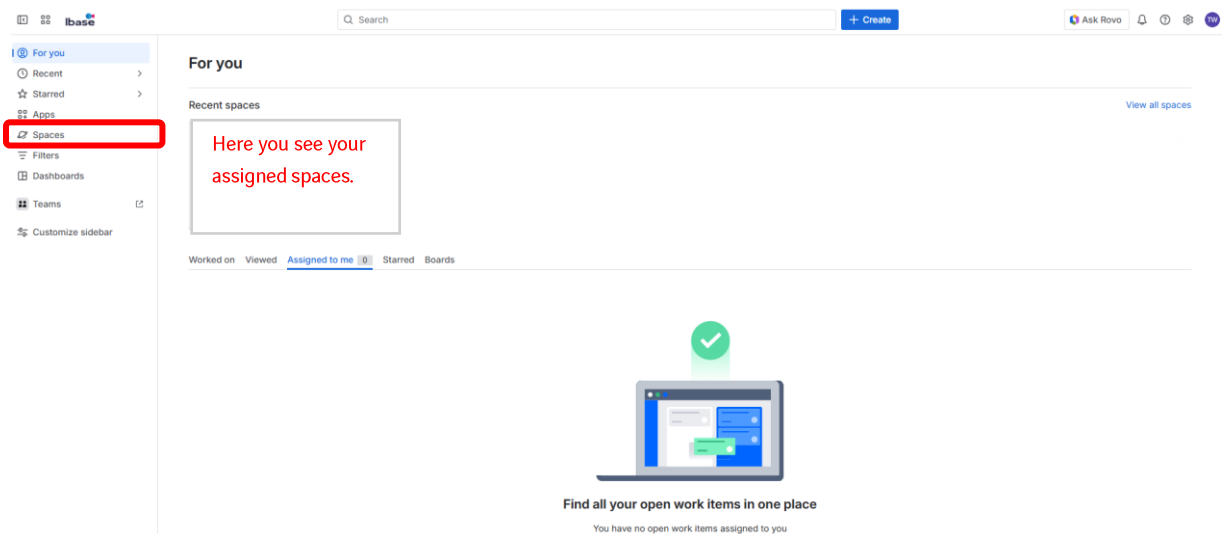 Ibase
Search
+ Create
Ask Rovo
TW
For you
Recent
Starred
Apps
Spaces
Filters
Dashboards
Teams
Customize sidebar
For you
Recent spaces
View all spaces
Here you see your
assigned spaces.
Worked on Viewed Assigned to me 0 Starred Boards
Find all your open work items in one place
You have no open work items assigned to you